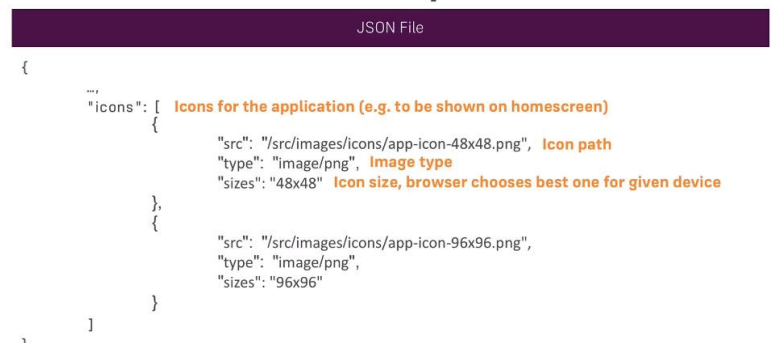 JSON File
{
…,
"icons": [ Icons for the application (e.g. to be shown on homescreen)
{
"src": "/src/images/icons/app-icon-48x48.png", Icon path
"type": "image/png", Image type
"sizes": "48x48" Icon size, browser chooses best one for given device
},
{
"src": "/src/images/icons/app-icon-96x96.png",
"type": "image/png",
"sizes": "96x96"
}
]
}